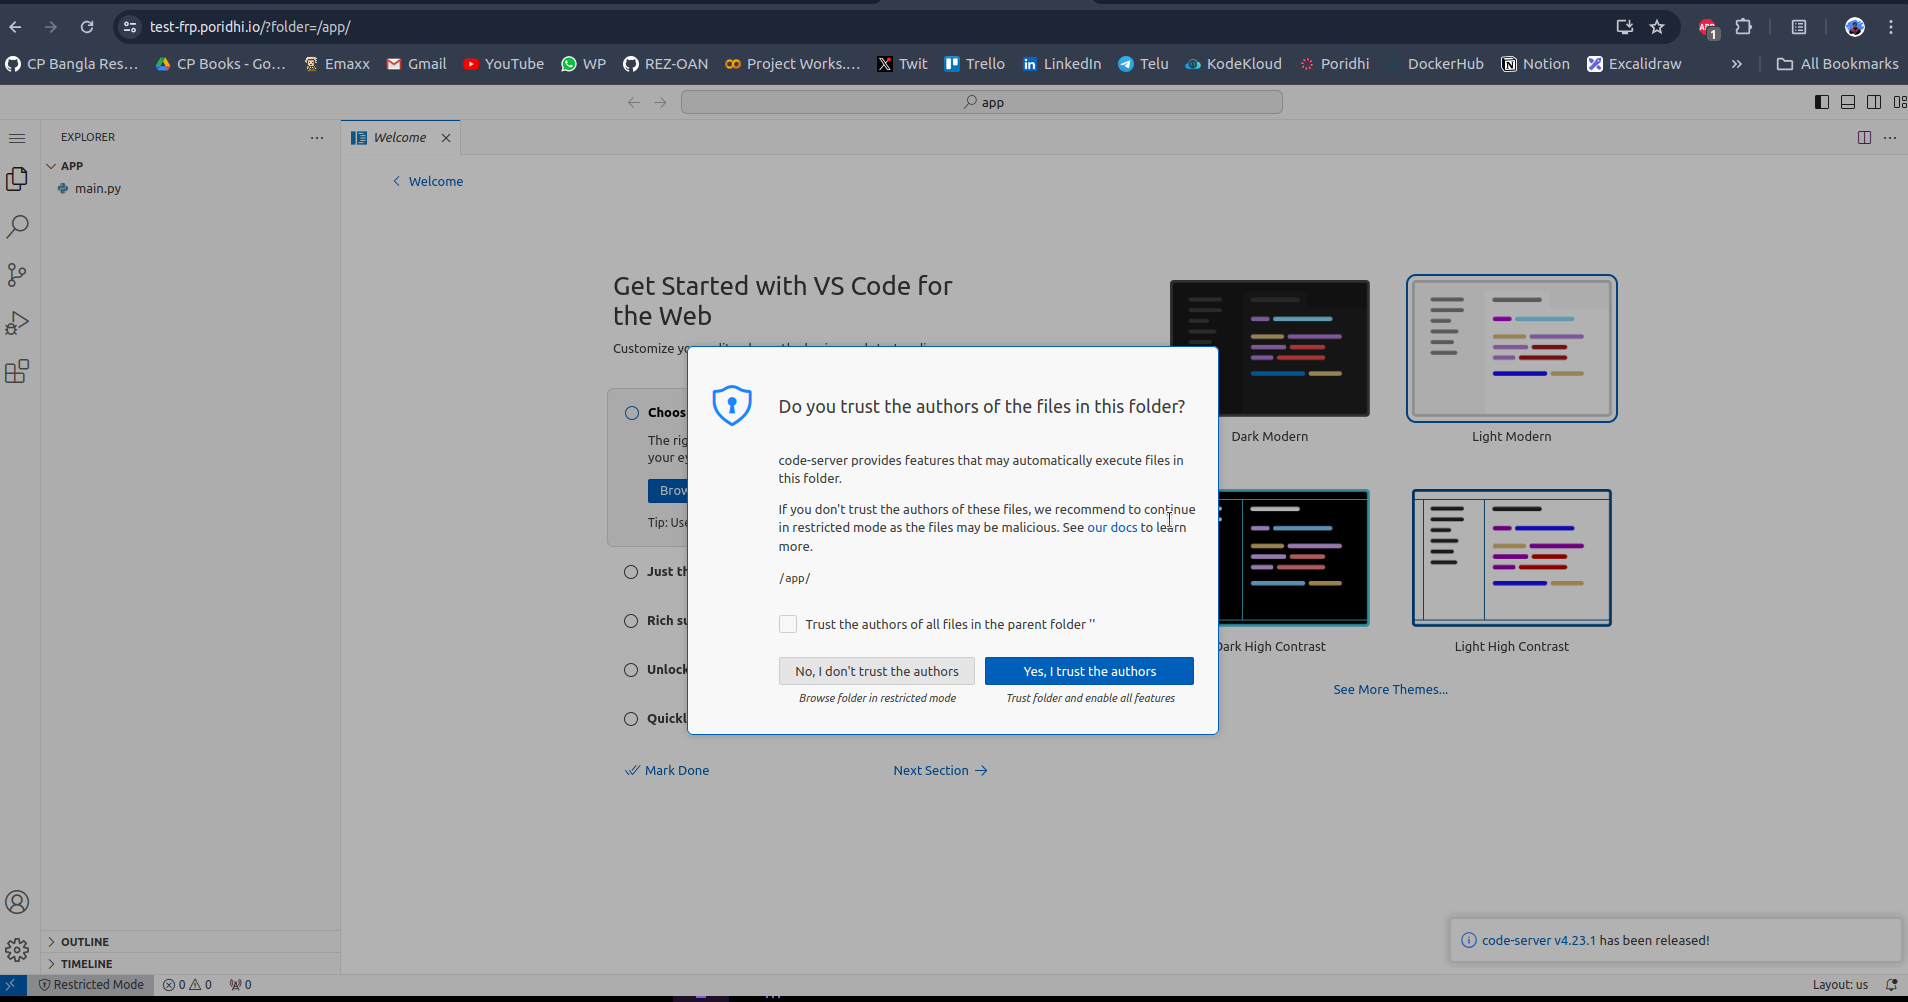 test-frp.poridhi.io/?folder=/app/
1
CP Bangla Res...
CP Books - Go...
Emaxx
Gmail
YouTube
WP
REZ-OAN
Project Works....
Twit
Trello
LinkedIn
Telu
KodeKloud
Poridhi
DockerHub
Notion
Excalidraw
All Bookmarks
app
EXPLORER
Welcome
APP
main.py
Welcome
Get Started with VS Code for
the Web
Customize
Choos
The rig
your e
Brow
Tip: Use
Just th
Rich su
Unlock
Quickl
Mark Done
Next Section
Dark Modern
Light Modern
Dark High Contrast
Light High Contrast
See More Themes...
Do you trust the authors of the files in this folder?
code-server provides features that may automatically execute files in
this folder.
If you don't trust the authors of these files, we recommend to continue
in restricted mode as the files may be malicious. See our docs to learn
more.
/app/
Trust the authors of all files in the parent folder ''
No, I don't trust the authors
Yes, I trust the authors
Browse folder in restricted mode
Trust folder and enable all features
OUTLINE
TIMELINE
code-server v4.23.1 has been released!
Restricted Mode
0
0
0
Layout: us